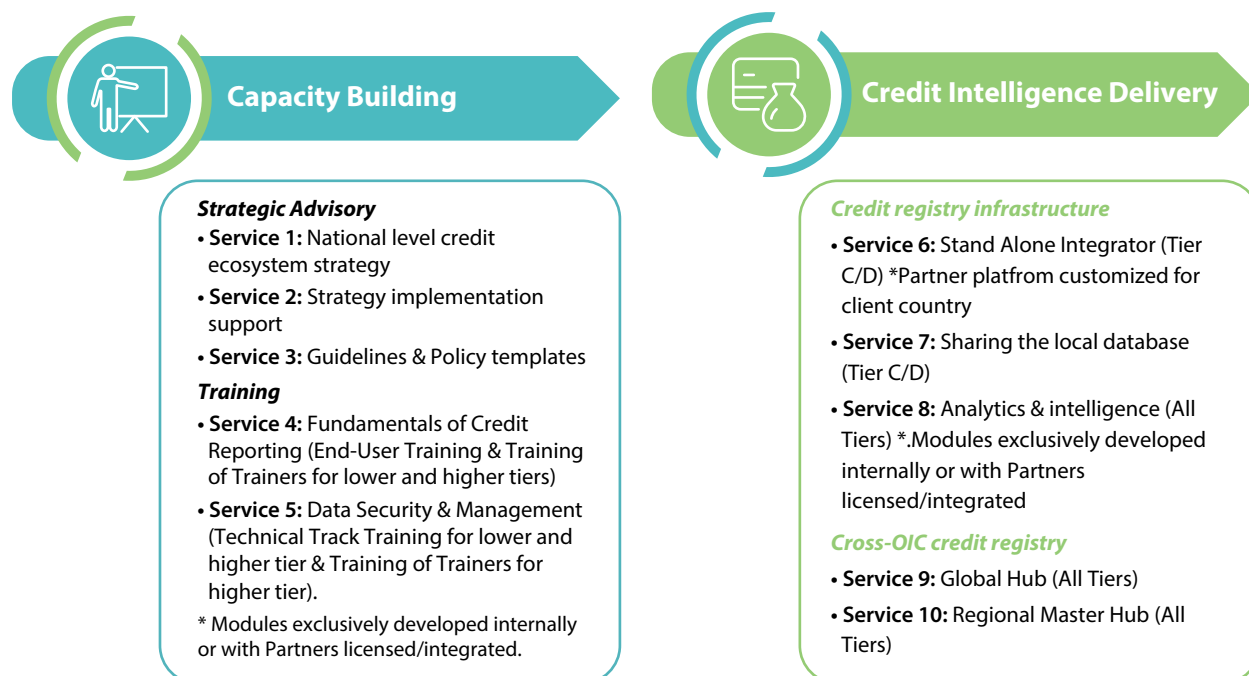 Capacity Building
Strategic Advisory
• Service 1: National level credit
ecosystem strategy
• Service 2: Strategy implementation
support
• Service 3: Guidelines & Policy templates
Training
• Service 4: Fundamentals of Credit
Reporting (End-User Training & Training
of Trainers for lower and higher tiers)
• Service 5: Data Security & Management
(Technical Track Training for lower and
higher tier & Training of Trainers for
higher tier).
* Modules exclusively developed internally
or with Partners licensed/integrated.
Credit Intelligence Delivery
Credit registry infrastructure
• Service 6: Stand Alone Integrator (Tier
C/D) *Partner platfrom customized for
client country
• Service 7: Sharing the local database
(Tier C/D)
• Service 8: Analytics & intelligence (All
Tiers) *.Modules exclusively developed
internally or with Partners
licensed/integrated
Cross-OIC credit registry
• Service 9: Global Hub (All Tiers)
• Service 10: Regional Master Hub (All
Tiers)